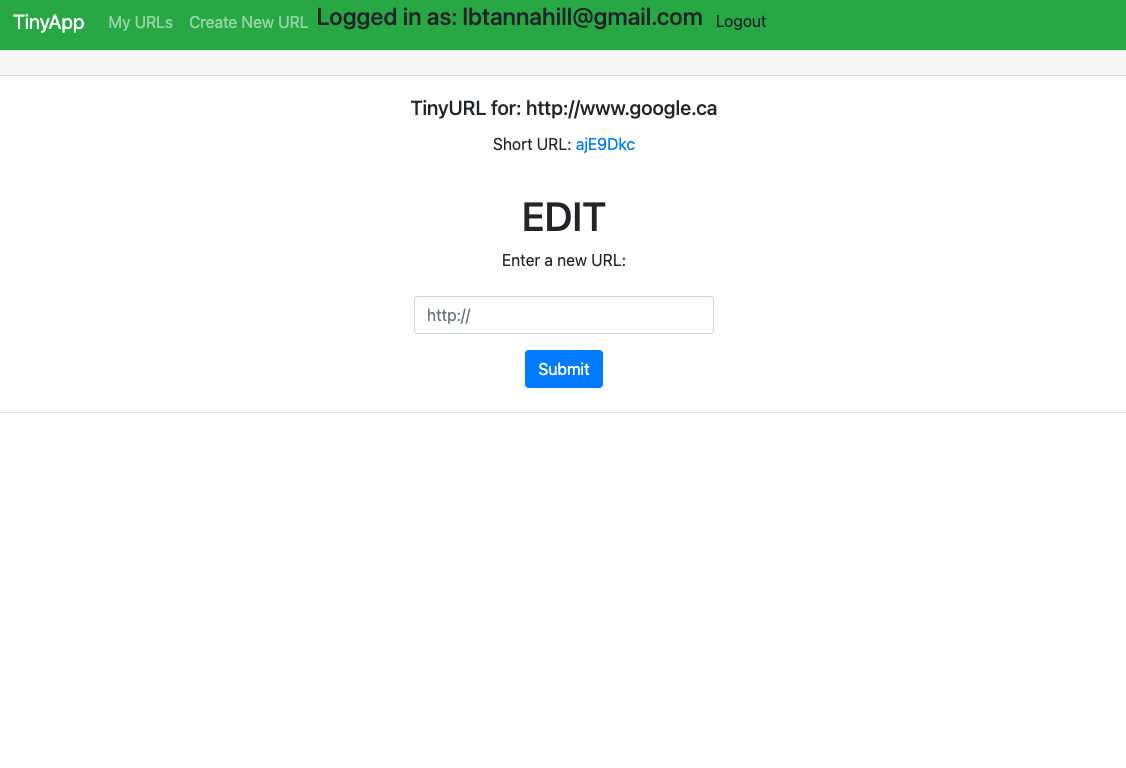 TinyApp My URLs Create New URL Logged in as: lbtannahill@gmail.com Logout
TinyURL for: http://www.google.ca
Short URL: ajE9Dkc
EDIT
Enter a new URL:
http://
Submit